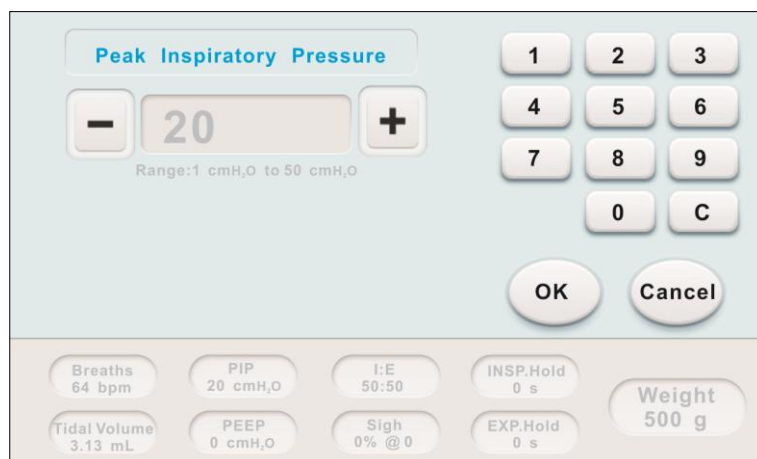 Peak Inspiratory Pressure
− 20 +
Range:1 cmH₂O to 50 cmH₂O
1 2 3
4 5 6
7 8 9
0 C
OK Cancel
Breaths
64 bpm
PIP
20 cmH₂O
I:E
50:50
INSP.Hold
0 s
Tidal Volume
3.13 mL
PEEP
0 cmH₂O
Sigh
0% @ 0
EXP.Hold
0 s
Weight
500 g